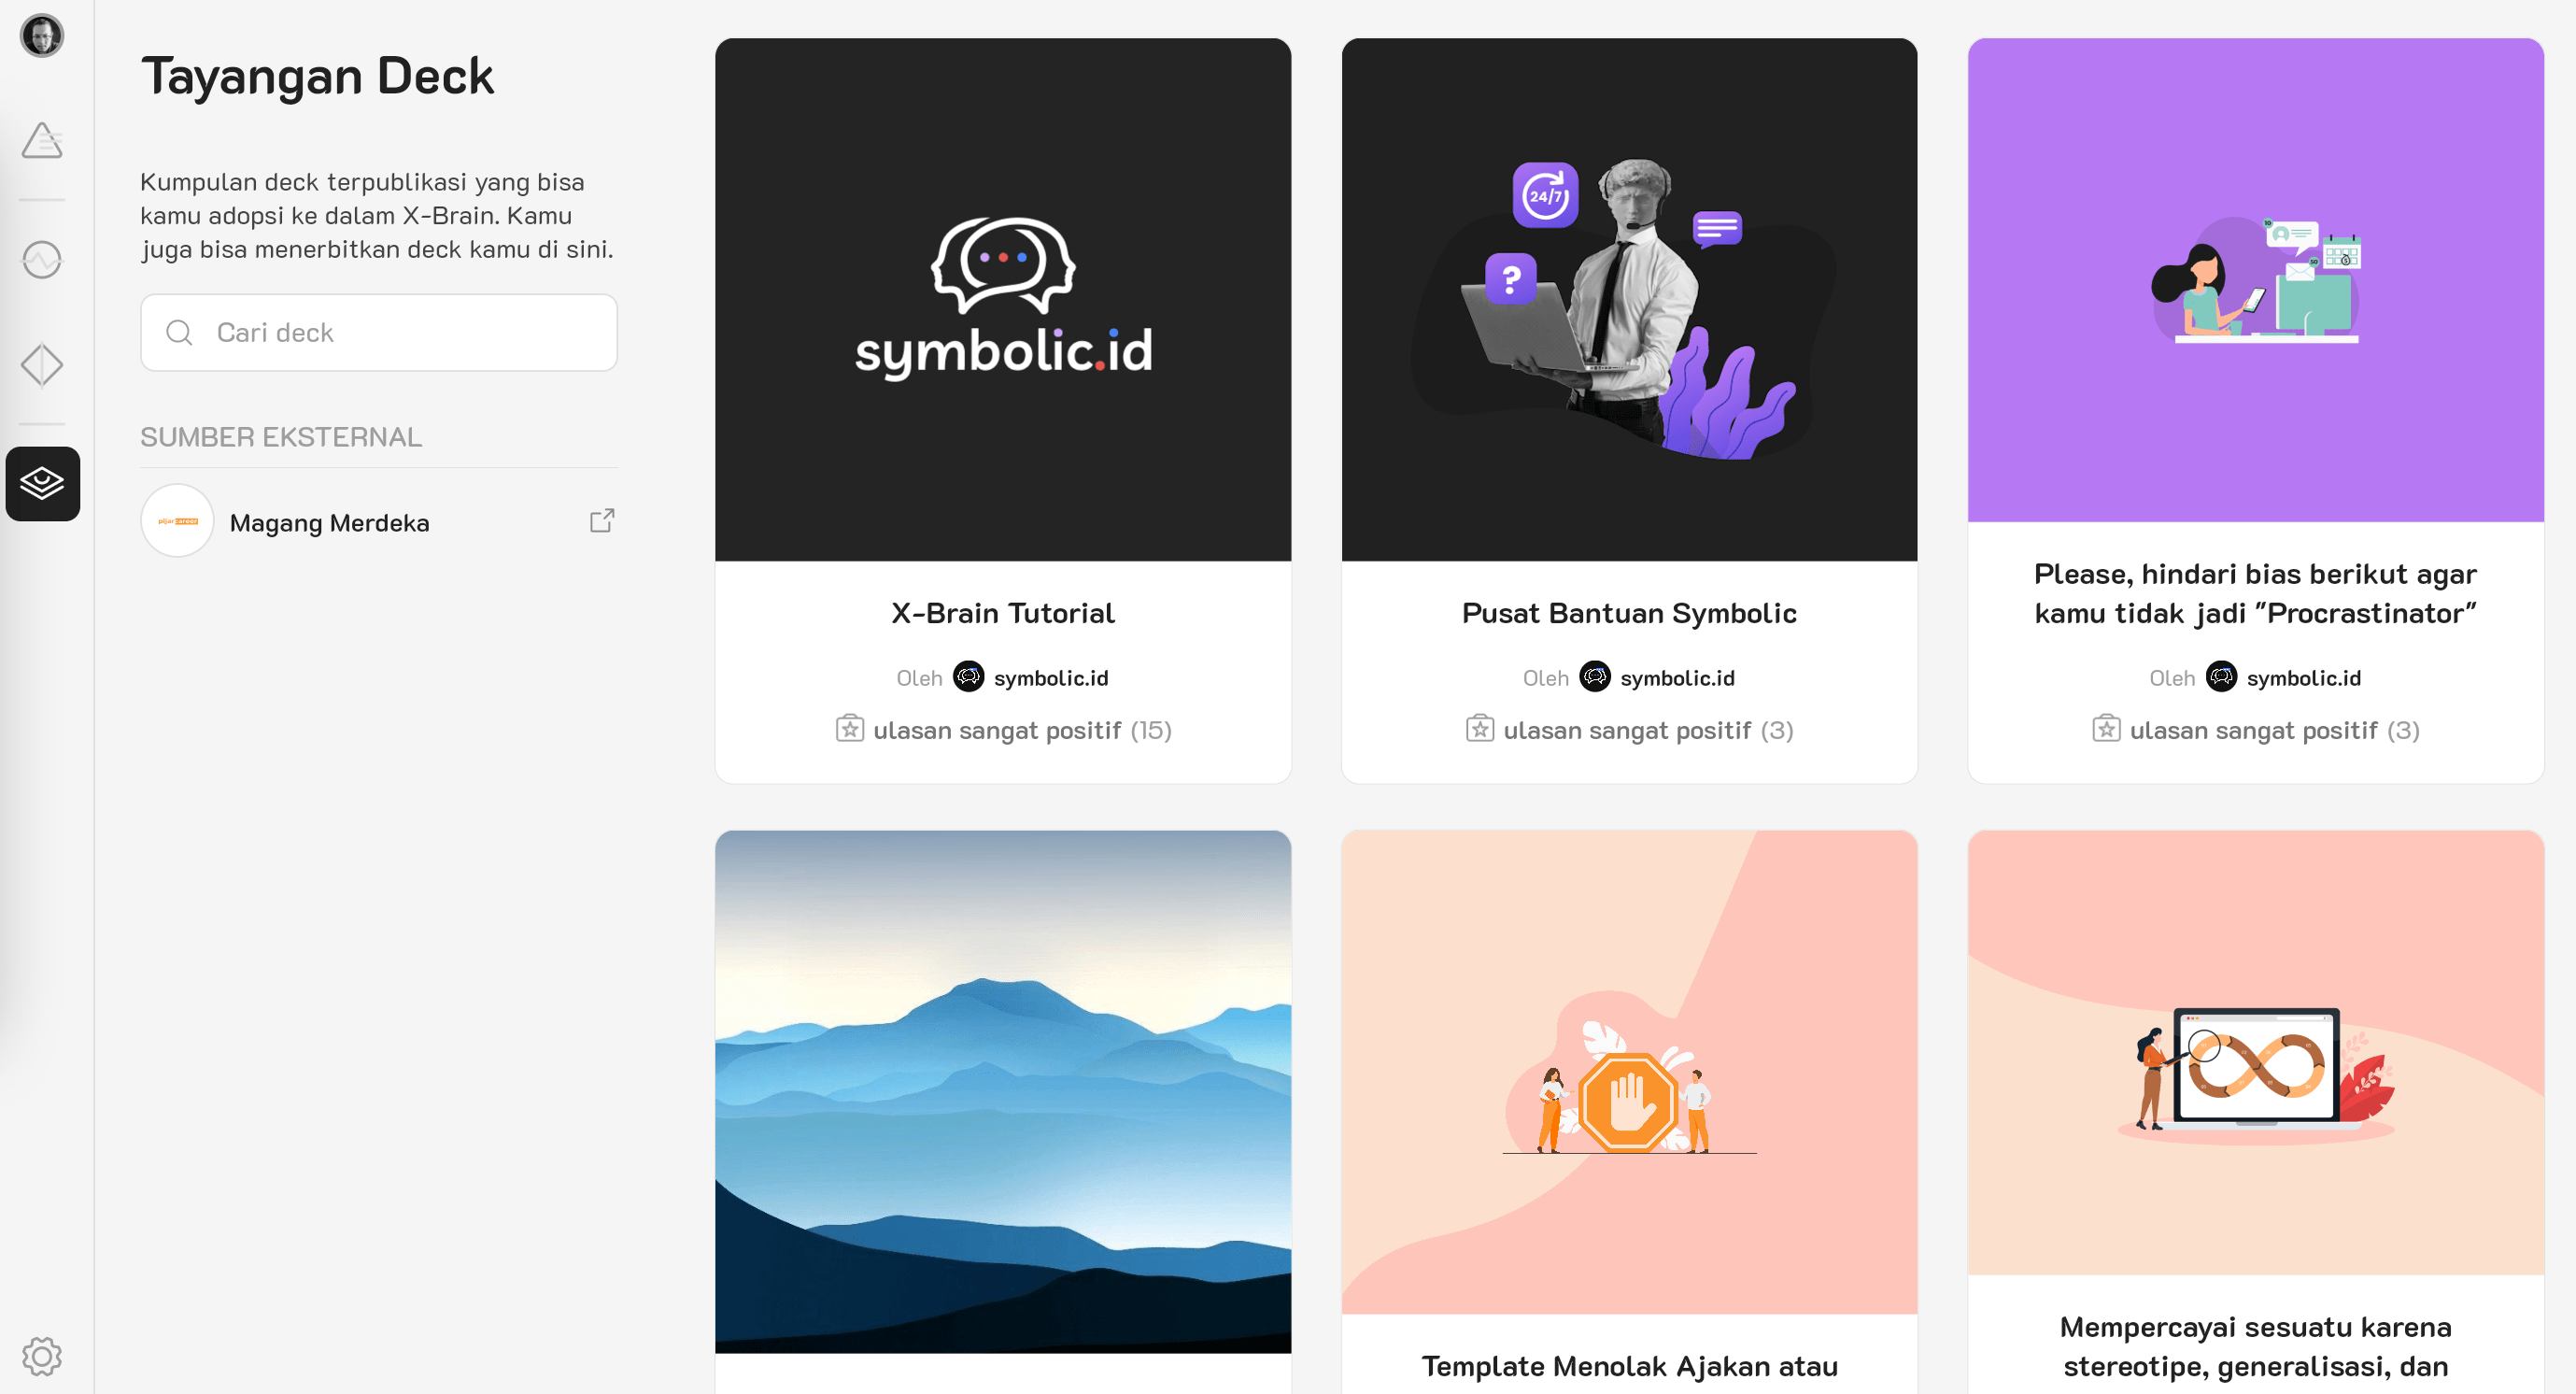 Tayangan Deck
Kumpulan deck terpublikasi yang bisa
kamu adopsi ke dalam X-Brain. Kamu
juga bisa menerbitkan deck kamu di sini.
Cari deck
SUMBER EKSTERNAL
pijarcareer
Magang Merdeka
symbolic.id
X-Brain Tutorial
Oleh symbolic.id
ulasan sangat positif (15)
24/7
?
Pusat Bantuan Symbolic
Oleh symbolic.id
ulasan sangat positif (3)
Please, hindari bias berikut agar
kamu tidak jadi "Procrastinator"
Oleh symbolic.id
ulasan sangat positif (3)
Template Menolak Ajakan atau
Mempercayai sesuatu karena
stereotipe, generalisasi, dan